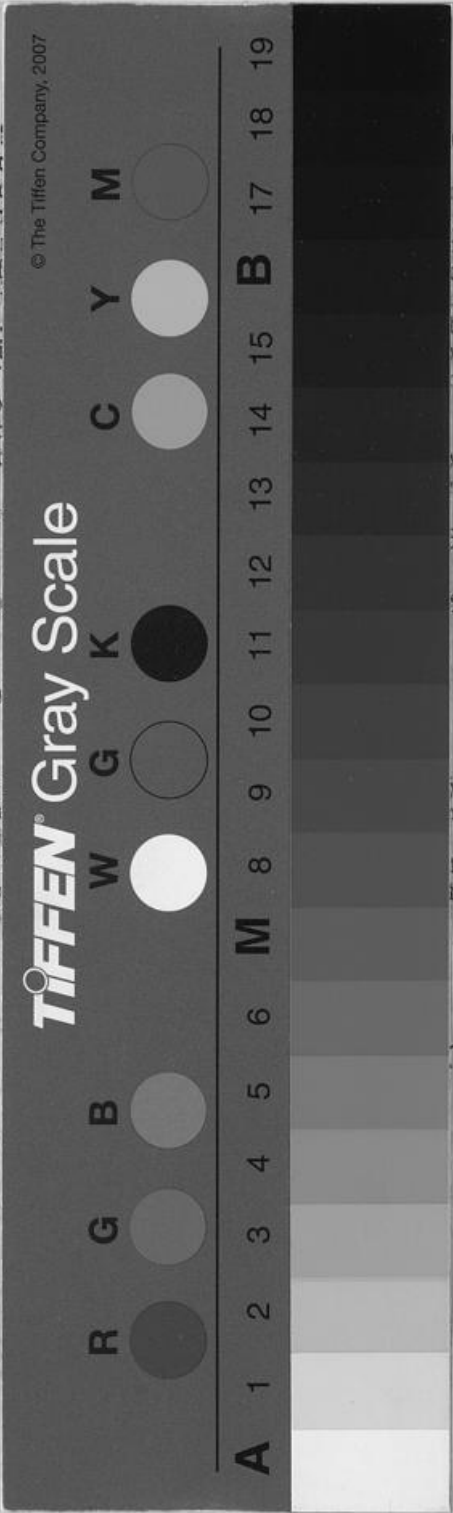 © The Tiffen Company, 2007
TIFFEN® Gray Scale
R G B W G K C Y M
A 1 2 3 4 5 6 M 8 9 10 11 12 13 14 15 B 17 18 19